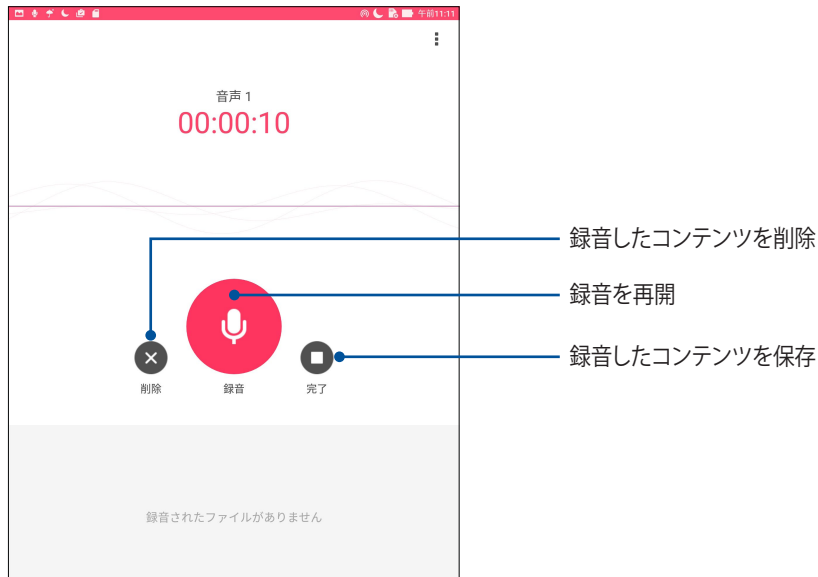 午前11:11
音声 1
00:00:10
録音したコンテンツを削除
録音を再開
録音したコンテンツを保存
削除
録音
完了
録音されたファイルがありません